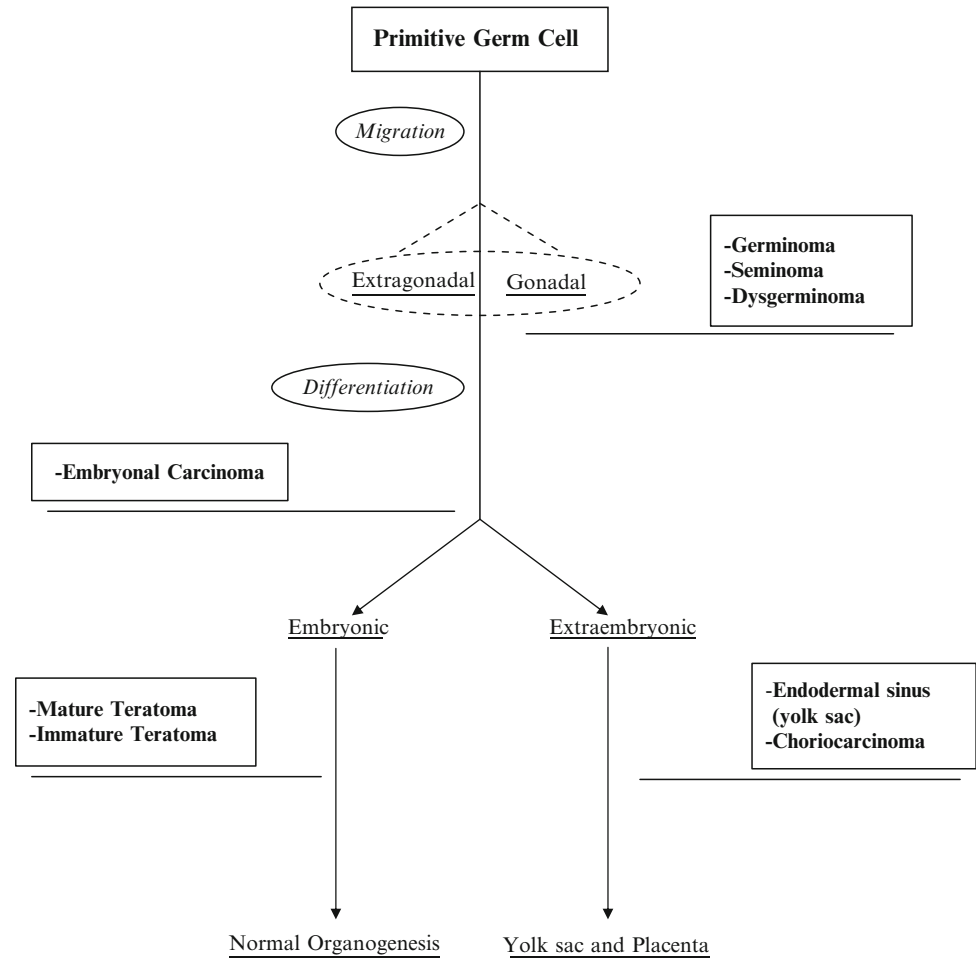 Primitive Germ Cell
Migration
Extragonadal Gonadal
-Germinoma
-Seminoma
-Dysgerminoma
Differentiation
-Embryonal Carcinoma
Embryonic
Extraembryonic
-Mature Teratoma
-Immature Teratoma
-Endodermal sinus
(yolk sac)
-Choriocarcinoma
Normal Organogenesis
Yolk sac and Placenta